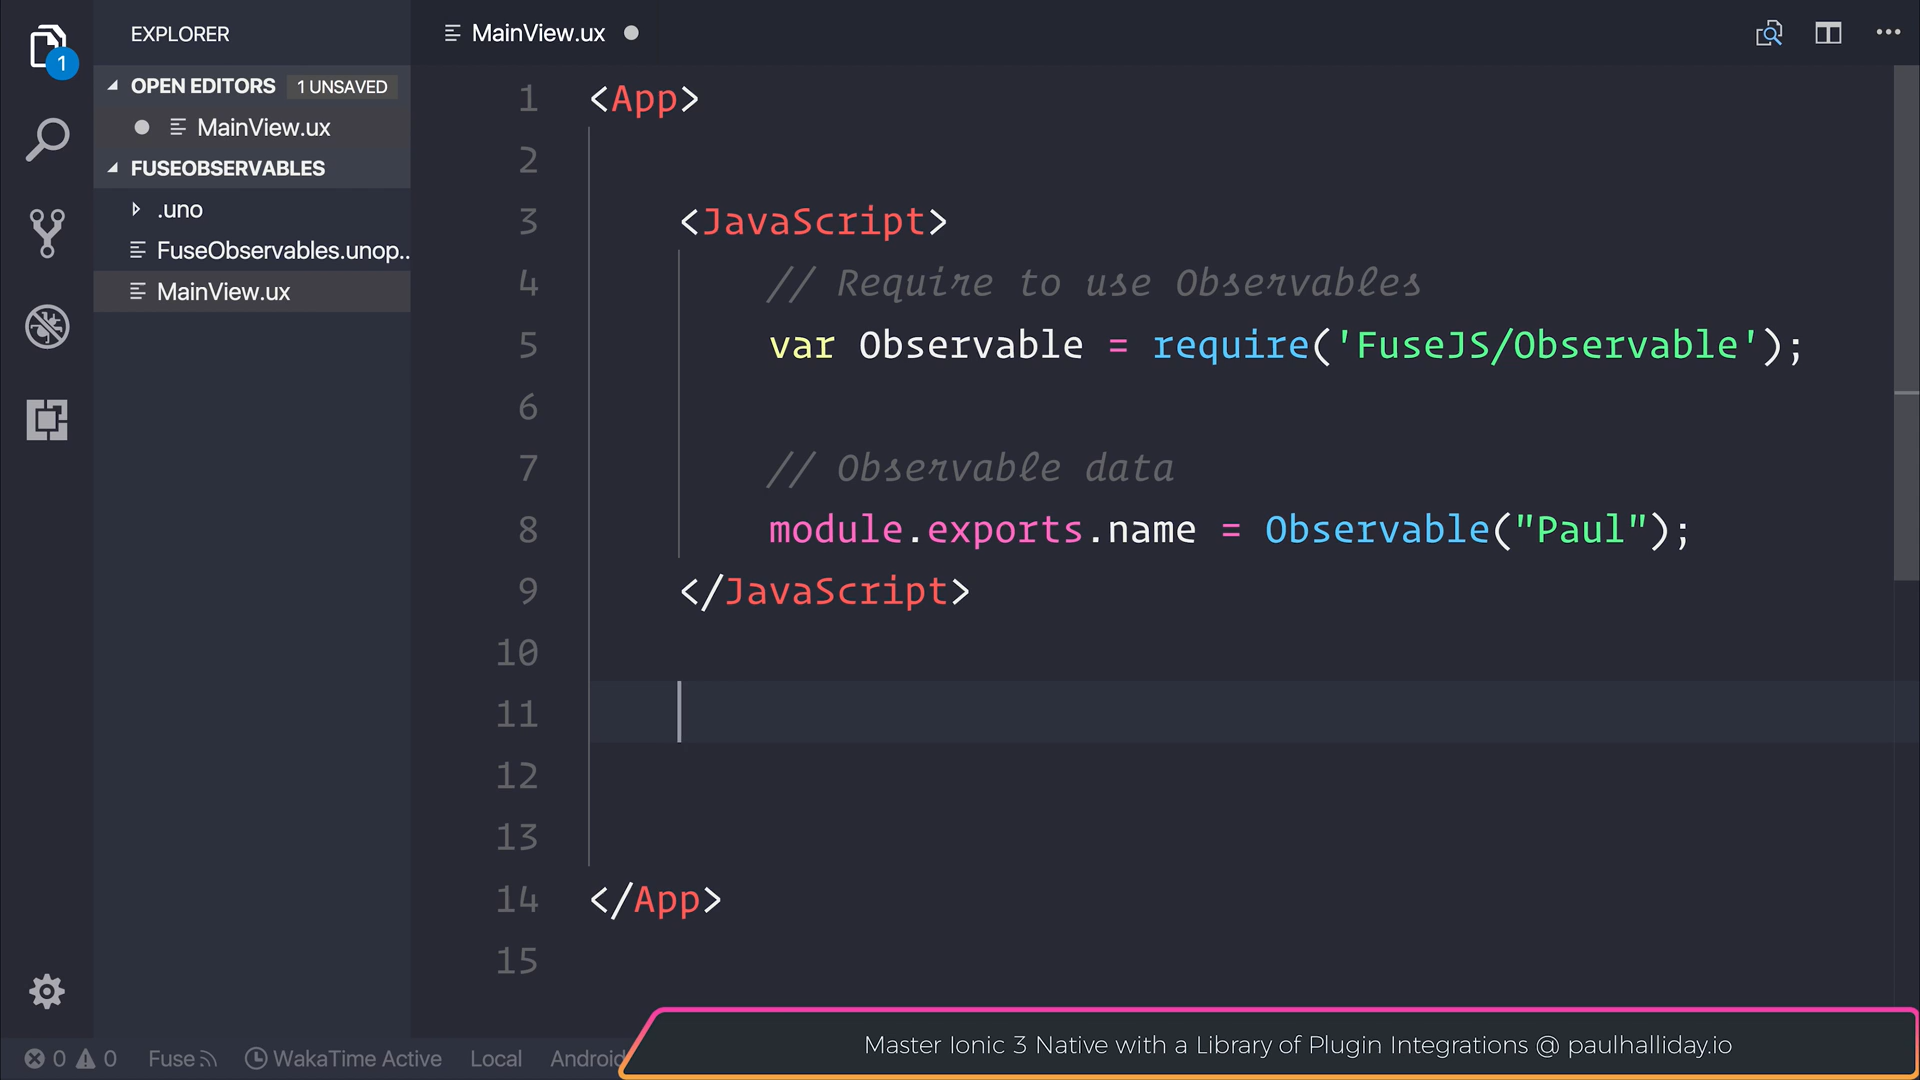 EXPLORER
MainView.ux
1
OPEN EDITORS 1 UNSAVED
MainView.ux
FUSEOBSERVABLES
.uno
FuseObservables.unop..
MainView.ux
1 <App>
2
3 <JavaScript>
4 // Require to use Observables
5 var Observable = require('FuseJS/Observable');
6
7 // Observable data
8 module.exports.name = Observable("Paul");
9 </JavaScript>
10
11
12
13
14 </App>
15
0 0 Fuse WakaTime Active Local Android
Master Ionic 3 Native with a Library of Plugin Integrations @ paulhalliday.io